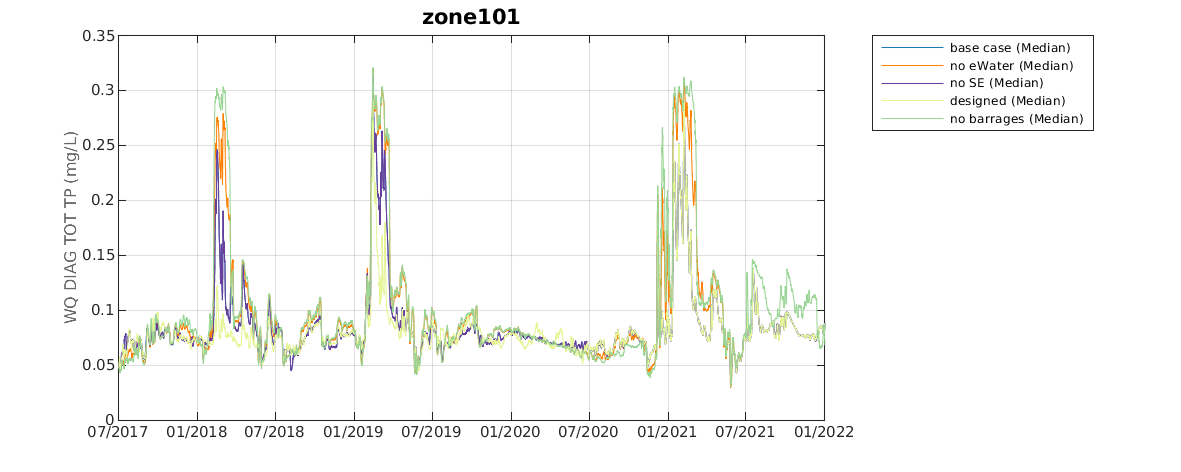 zone101
WQ DIAG TOT TP (mg/L)
0.35
0.3
0.25
0.2
0.15
0.1
0.05
0
07/2017 01/2018 07/2018 01/2019 07/2019 01/2020 07/2020 01/2021 07/2021 01/2022
base case (Median)
no eWater (Median)
no SE (Median)
designed (Median)
no barrages (Median)